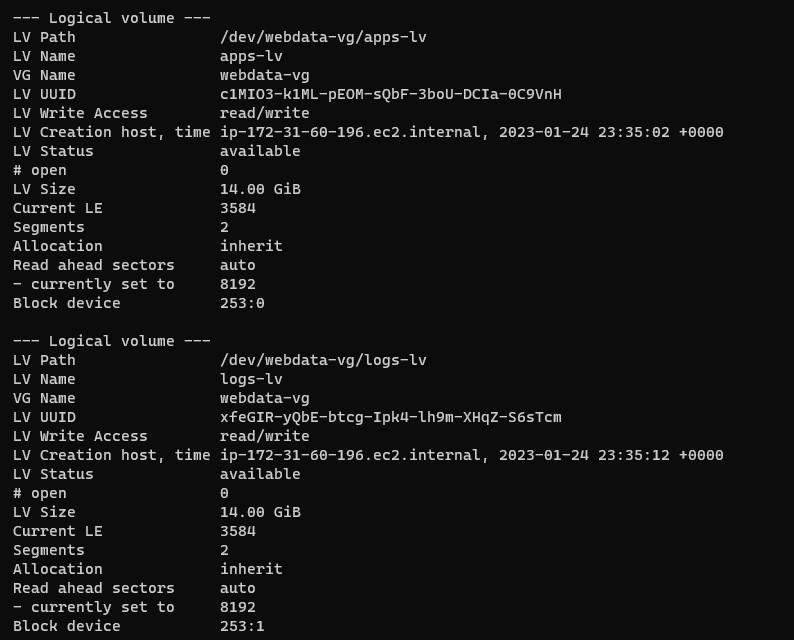 --- Logical volume ---
LV Path                /dev/webdata-vg/apps-lv
LV Name                apps-lv
VG Name                webdata-vg
LV UUID                c1MIO3-k1ML-pEOM-sQbF-3boU-DCIa-0C9VnH
LV Write Access        read/write
LV Creation host, time ip-172-31-60-196.ec2.internal, 2023-01-24 23:35:02 +0000
LV Status              available
# open                 0
LV Size                14.00 GiB
Current LE             3584
Segments               2
Allocation             inherit
Read ahead sectors     auto
- currently set to     8192
Block device           253:0

--- Logical volume ---
LV Path                /dev/webdata-vg/logs-lv
LV Name                logs-lv
VG Name                webdata-vg
LV UUID                xfeGIR-yQbE-btcg-Ipk4-lh9m-XHqZ-S6sTcm
LV Write Access        read/write
LV Creation host, time ip-172-31-60-196.ec2.internal, 2023-01-24 23:35:12 +0000
LV Status              available
# open                 0
LV Size                14.00 GiB
Current LE             3584
Segments               2
Allocation             inherit
Read ahead sectors     auto
- currently set to     8192
Block device           253:1